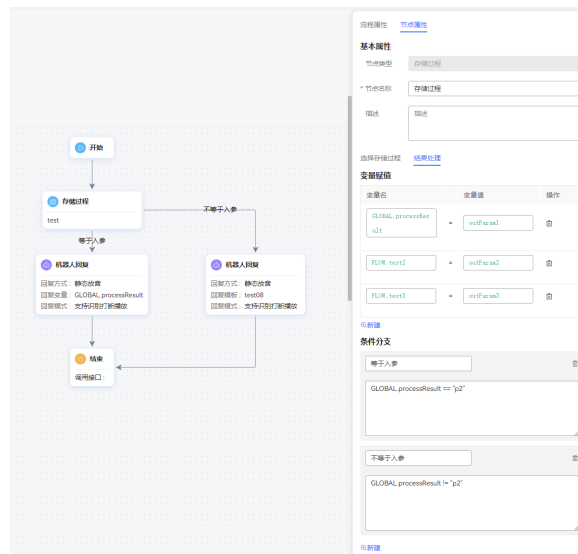 开始
存储过程
test
等于入参
不等于入参
机器人回复
回复方式：静态放音
回复变量：GLOBAL.processResult
回复模式：支持识别打断播放
机器人回复
回复方式：静态放音
回复模板：test08
回复模式：支持识别打断播放
结束
调用接口：
流程属性 节点属性
基本属性
节点类型 存储过程
* 节点名称 存储过程
描述 描述
选择存储过程 结果处理
变量赋值
变量名 变量值 操作
GLOBAL.processRes
ult
= outParam1
FLOW.test2 = outParam2
FLOW.test3 = outParam3
新建
条件分支
等于入参
GLOBAL.processResult == "p2"
不等于入参
GLOBAL.processResult != "p2"
新建